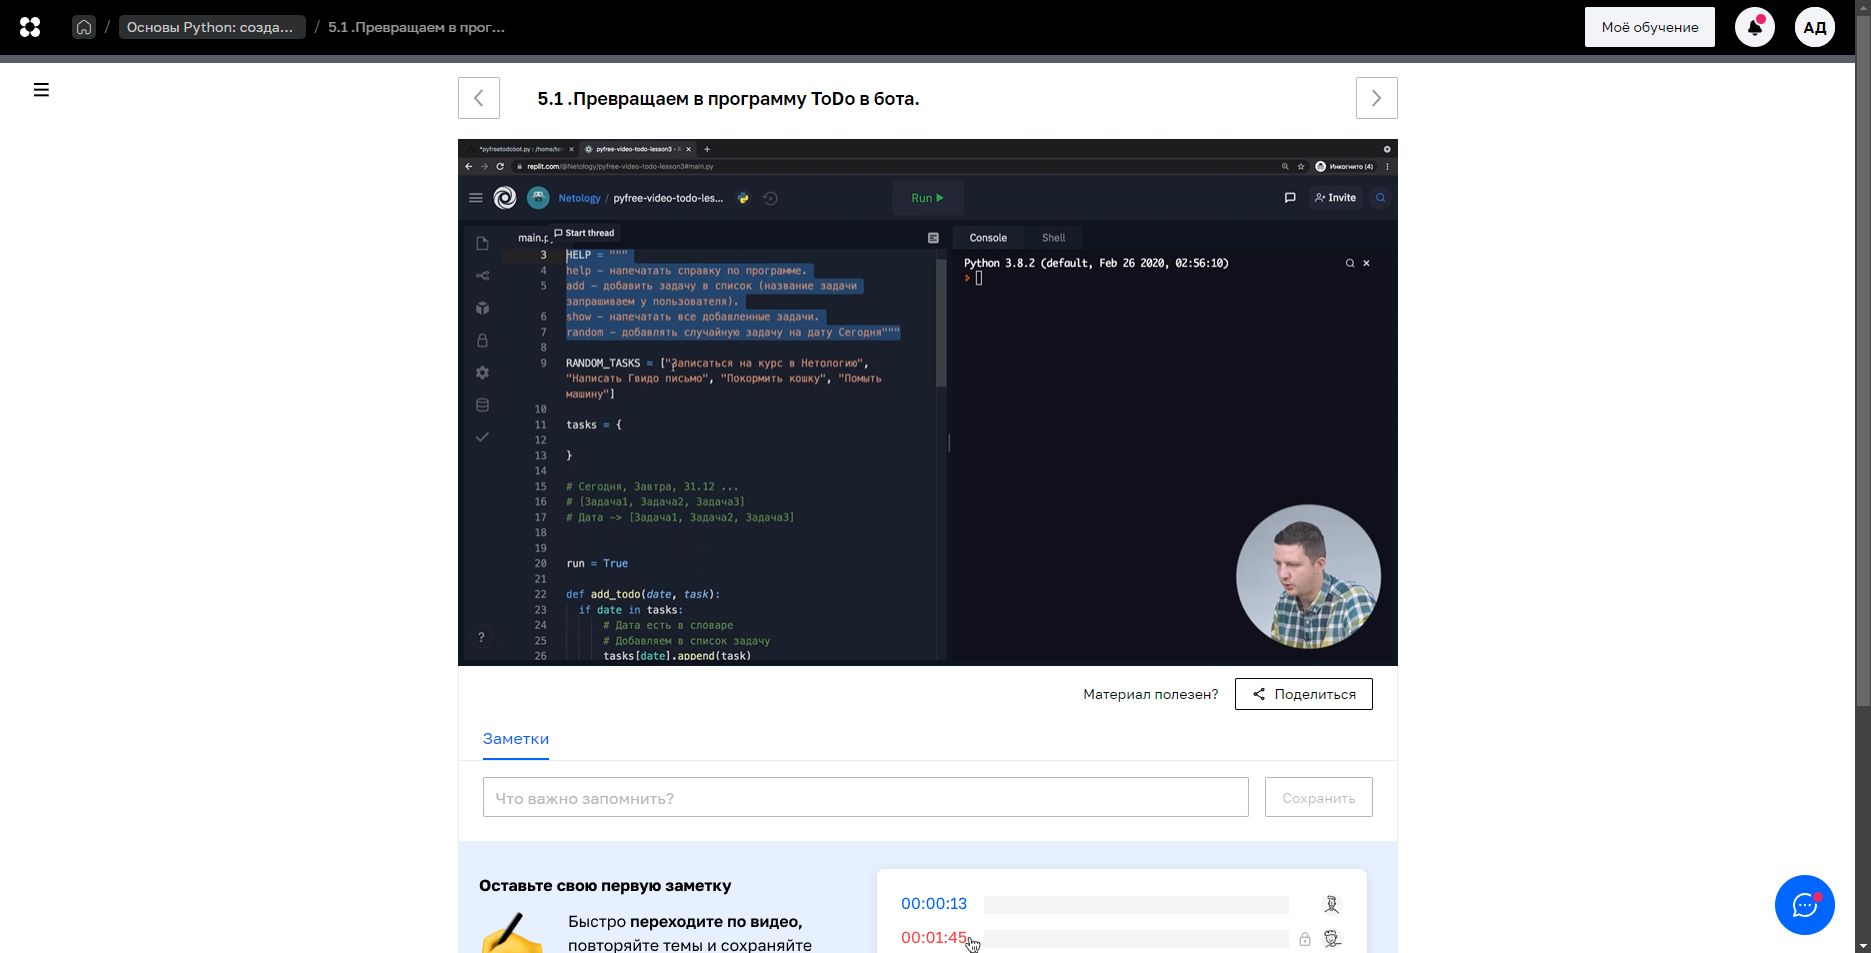 Основы Python: созда...
/
5.1 .Превращаем в прог...
Моё обучение
АД
5.1 .Превращаем в программу ToDo в бота.
*pyfreetodobot.py : /home/ter
pyfree-video-todo-lesson3 - R
replit.com/@Netology/pyfree-video-todo-lesson3#main.py
Инкогнито (4)
Netology / pyfree-video-todo-les...
Run
Invite
main.py
Start thread
Console
Shell
3 HELP = """
4 help - напечатать справку по программе.
5 add - добавить задачу в список (название задачи
запрашиваем у пользователя).
6 show - напечатать все добавленные задачи.
7 random - добавлять случайную задачу на дату Сегодня"""
8
9 RANDOM_TASKS = ["Записаться на курс в Нетологию",
"Написать Гвидо письмо", "Покормить кошку", "Помыть
машину"]
10
11 tasks = {
12
13 }
14
15 # Сегодня, Завтра, 31.12 ...
16 # [Задача1, Задача2, Задача3]
17 # Дата -> [Задача1, Задача2, Задача3]
18
19
20 run = True
21
22 def add_todo(date, task):
23 if date in tasks:
24 # Дата есть в словаре
25 # Добавляем в список задачу
26 tasks[date].append(task)
Python 3.8.2 (default, Feb 26 2020, 02:56:10)
>
?
Материал полезен?
Поделиться
Заметки
Что важно запомнить?
Сохранить
Оставьте свою первую заметку
Быстро переходите по видео,
повторяйте темы и сохраняйте
00:00:13
00:01:45